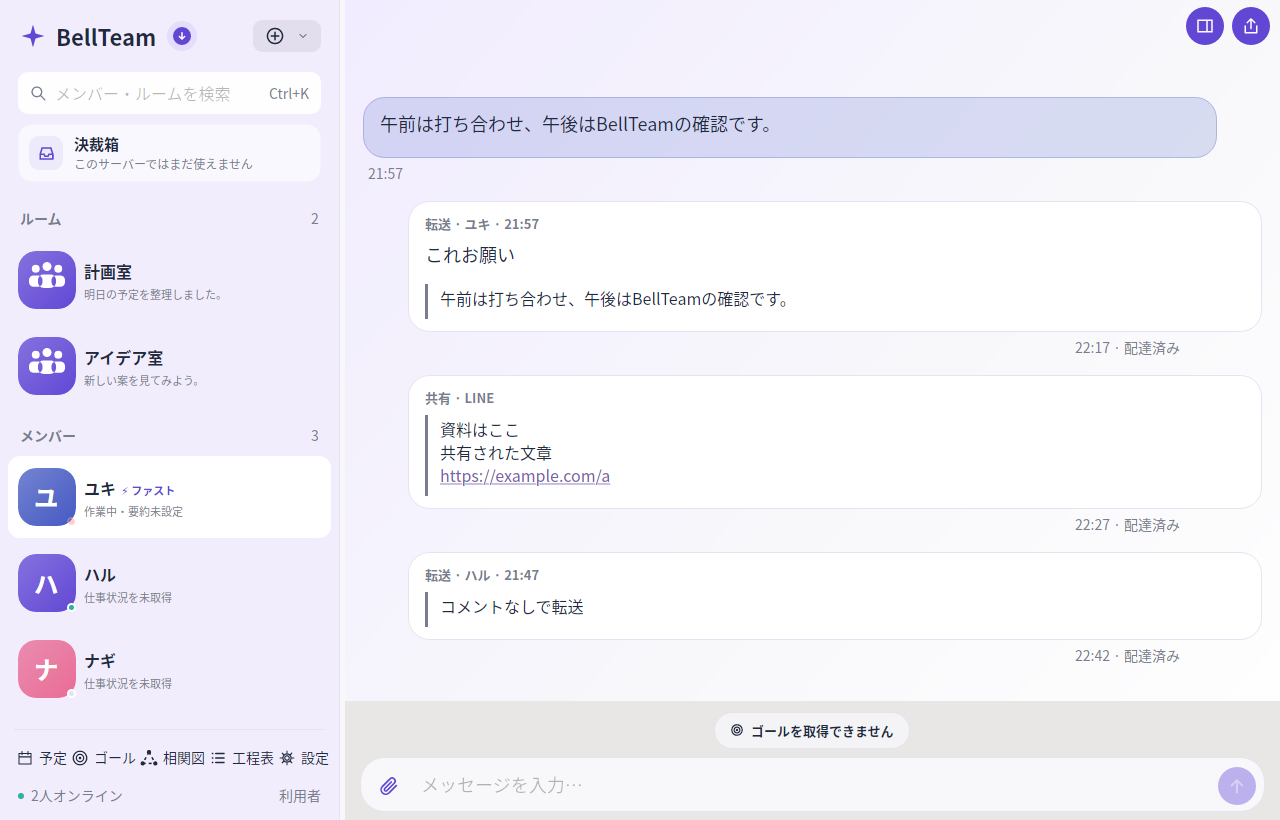 BellTeam
メンバー・ルームを検索 Ctrl+K
決裁箱
このサーバーではまだ使えません
ルーム 2
計画室
明日の予定を整理しました。
アイデア室
新しい案を見てみよう。
メンバー 3
ユ
ユキ ⚡ファスト
作業中・要約未設定
ハ
ハル
仕事状況を未取得
ナ
ナギ
仕事状況を未取得
予定 ゴール 相関図 工程表 設定
2人オンライン 利用者
午前は打ち合わせ、午後はBellTeamの確認です。
21:57
転送・ユキ・21:57
これお願い
午前は打ち合わせ、午後はBellTeamの確認です。
22:17・配達済み
共有・LINE
資料はここ
共有された文章
https://example.com/a
22:27・配達済み
転送・ハル・21:47
コメントなしで転送
22:42・配達済み
ゴールを取得できません
メッセージを入力…